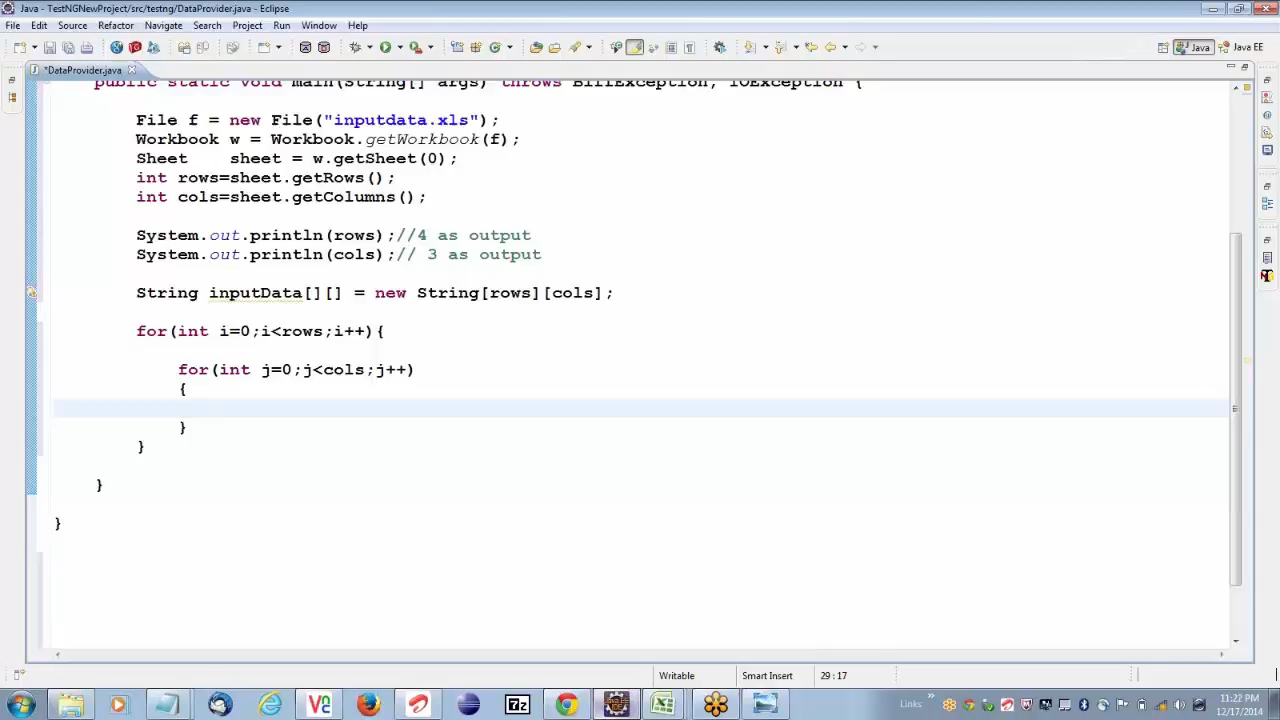 Java - TestNGNewProject/src/testng/DataProvider.java - Eclipse
File Edit Source Refactor Navigate Search Project Run Window Help
Java Java EE
*DataProvider.java
public static void main(String[] args) throws BiffException, IOException {
File f = new File("inputdata.xls");
Workbook w = Workbook.getWorkbook(f);
Sheet    sheet = w.getSheet(0);
int rows=sheet.getRows();
int cols=sheet.getColumns();
System.out.println(rows);//4 as output
System.out.println(cols);// 3 as output
String inputData[][] = new String[rows][cols];
for(int i=0;i<rows;i++){
for(int j=0;j<cols;j++)
{
}
}
}
}
Writable Smart Insert 29 : 17
Links » 11:22 PM
12/17/2014